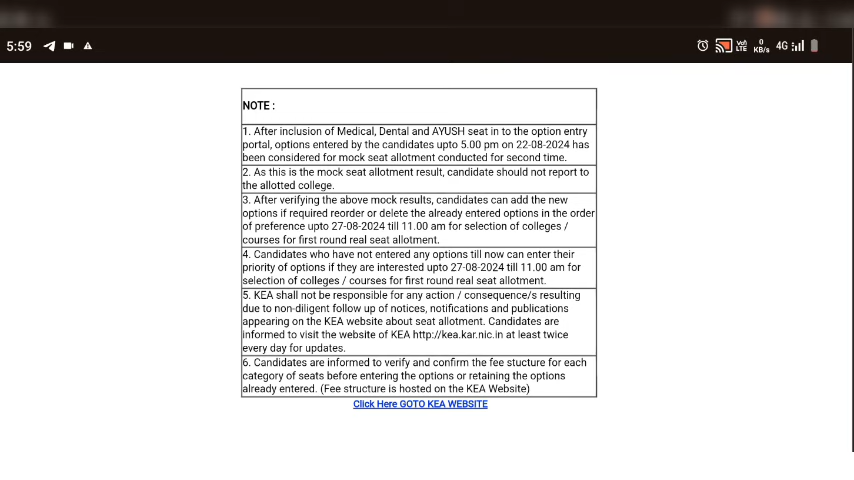 5:59
Vo)) LTE
0 KB/s
4G
NOTE :
1. After inclusion of Medical, Dental and AYUSH seat in to the option entry
portal, options entered by the candidates upto 5.00 pm on 22-08-2024 has
been considered for mock seat allotment conducted for second time.
2. As this is the mock seat allotment result, candidate should not report to
the allotted college.
3. After verifying the above mock results, candidates can add the new
options if required reorder or delete the already entered options in the order
of preference upto 27-08-2024 till 11.00 am for selection of colleges /
courses for first round real seat allotment.
4. Candidates who have not entered any options till now can enter their
priority of options if they are interested upto 27-08-2024 till 11.00 am for
selection of colleges / courses for first round real seat allotment.
5. KEA shall not be responsible for any action / consequence/s resulting
due to non-diligent follow up of notices, notifications and publications
appearing on the KEA website about seat allotment. Candidates are
informed to visit the website of KEA http://kea.kar.nic.in at least twice
every day for updates.
6. Candidates are informed to verify and confirm the fee stucture for each
category of seats before entering the options or retaining the options
already entered. (Fee structure is hosted on the KEA Website)
Click Here GOTO KEA WEBSITE